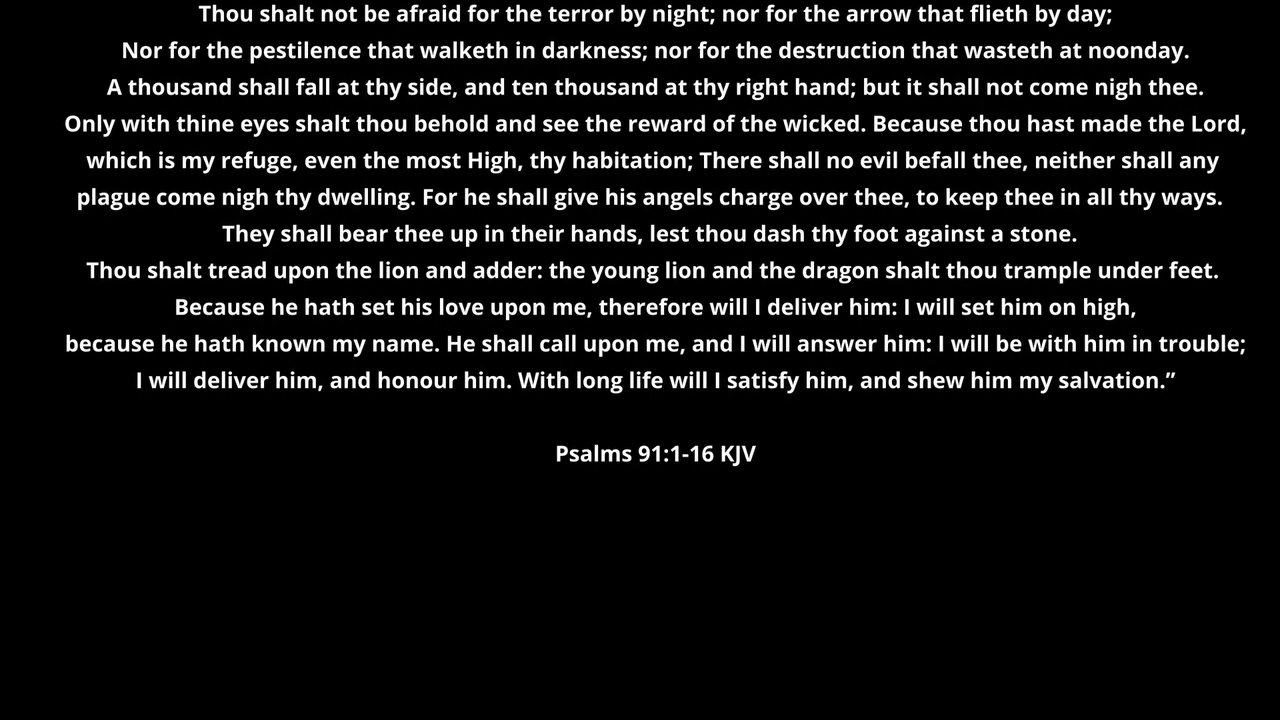 Thou shalt not be afraid for the terror by night; nor for the arrow that flieth by day;
Nor for the pestilence that walketh in darkness; nor for the destruction that wasteth at noonday.
A thousand shall fall at thy side, and ten thousand at thy right hand; but it shall not come nigh thee.
Only with thine eyes shalt thou behold and see the reward of the wicked. Because thou hast made the Lord,
which is my refuge, even the most High, thy habitation; There shall no evil befall thee, neither shall any
plague come nigh thy dwelling. For he shall give his angels charge over thee, to keep thee in all thy ways.
They shall bear thee up in their hands, lest thou dash thy foot against a stone.
Thou shalt tread upon the lion and adder: the young lion and the dragon shalt thou trample under feet.
Because he hath set his love upon me, therefore will I deliver him: I will set him on high,
because he hath known my name. He shall call upon me, and I will answer him: I will be with him in trouble;
I will deliver him, and honour him. With long life will I satisfy him, and shew him my salvation.”
Psalms 91:1-16 KJV